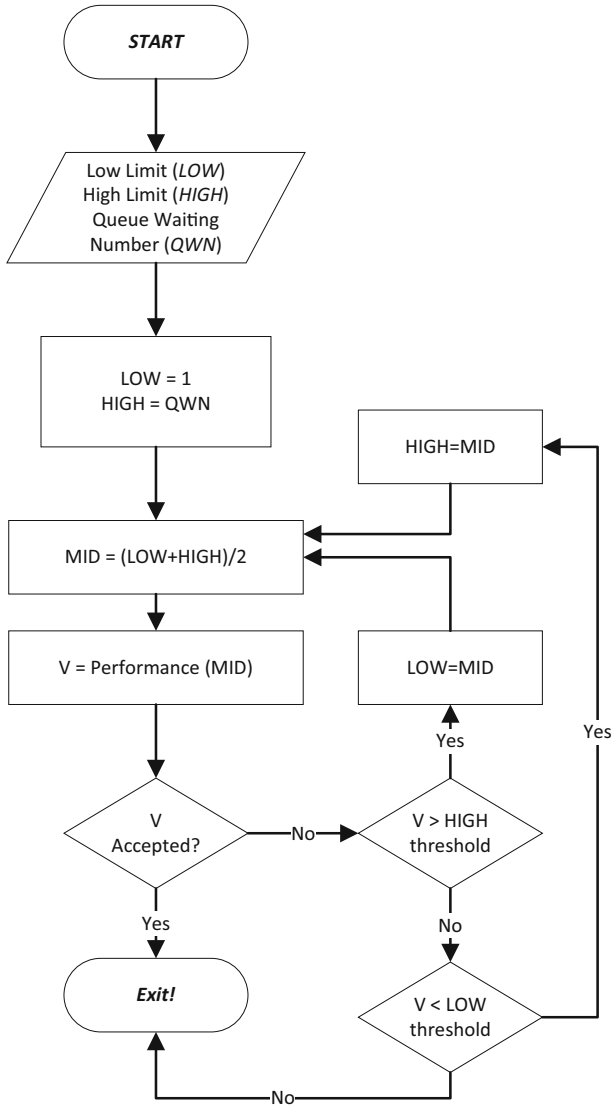 START
Low Limit (LOW)
High Limit (HIGH)
Queue Waiting
Number (QWN)
LOW = 1
HIGH = QWN
HIGH=MID
MID = (LOW+HIGH)/2
V = Performance (MID)
LOW=MID
Yes
Yes
V
Accepted?
No
V > HIGH
threshold
Yes
No
Exit!
V < LOW
threshold
No